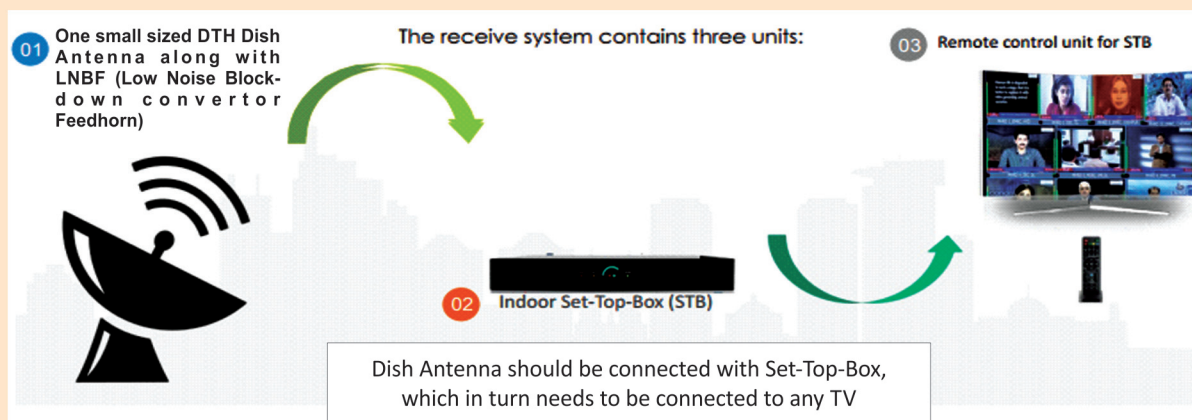 The receive system contains three units:
01
One small sized DTH Dish
Antenna along with
LNBF (Low Noise Block-
down convertor
Feedhorn)
02
Indoor Set-Top-Box (STB)
03
Remote control unit for STB
Dish Antenna should be connected with Set-Top-Box,
which in turn needs to be connected to any TV